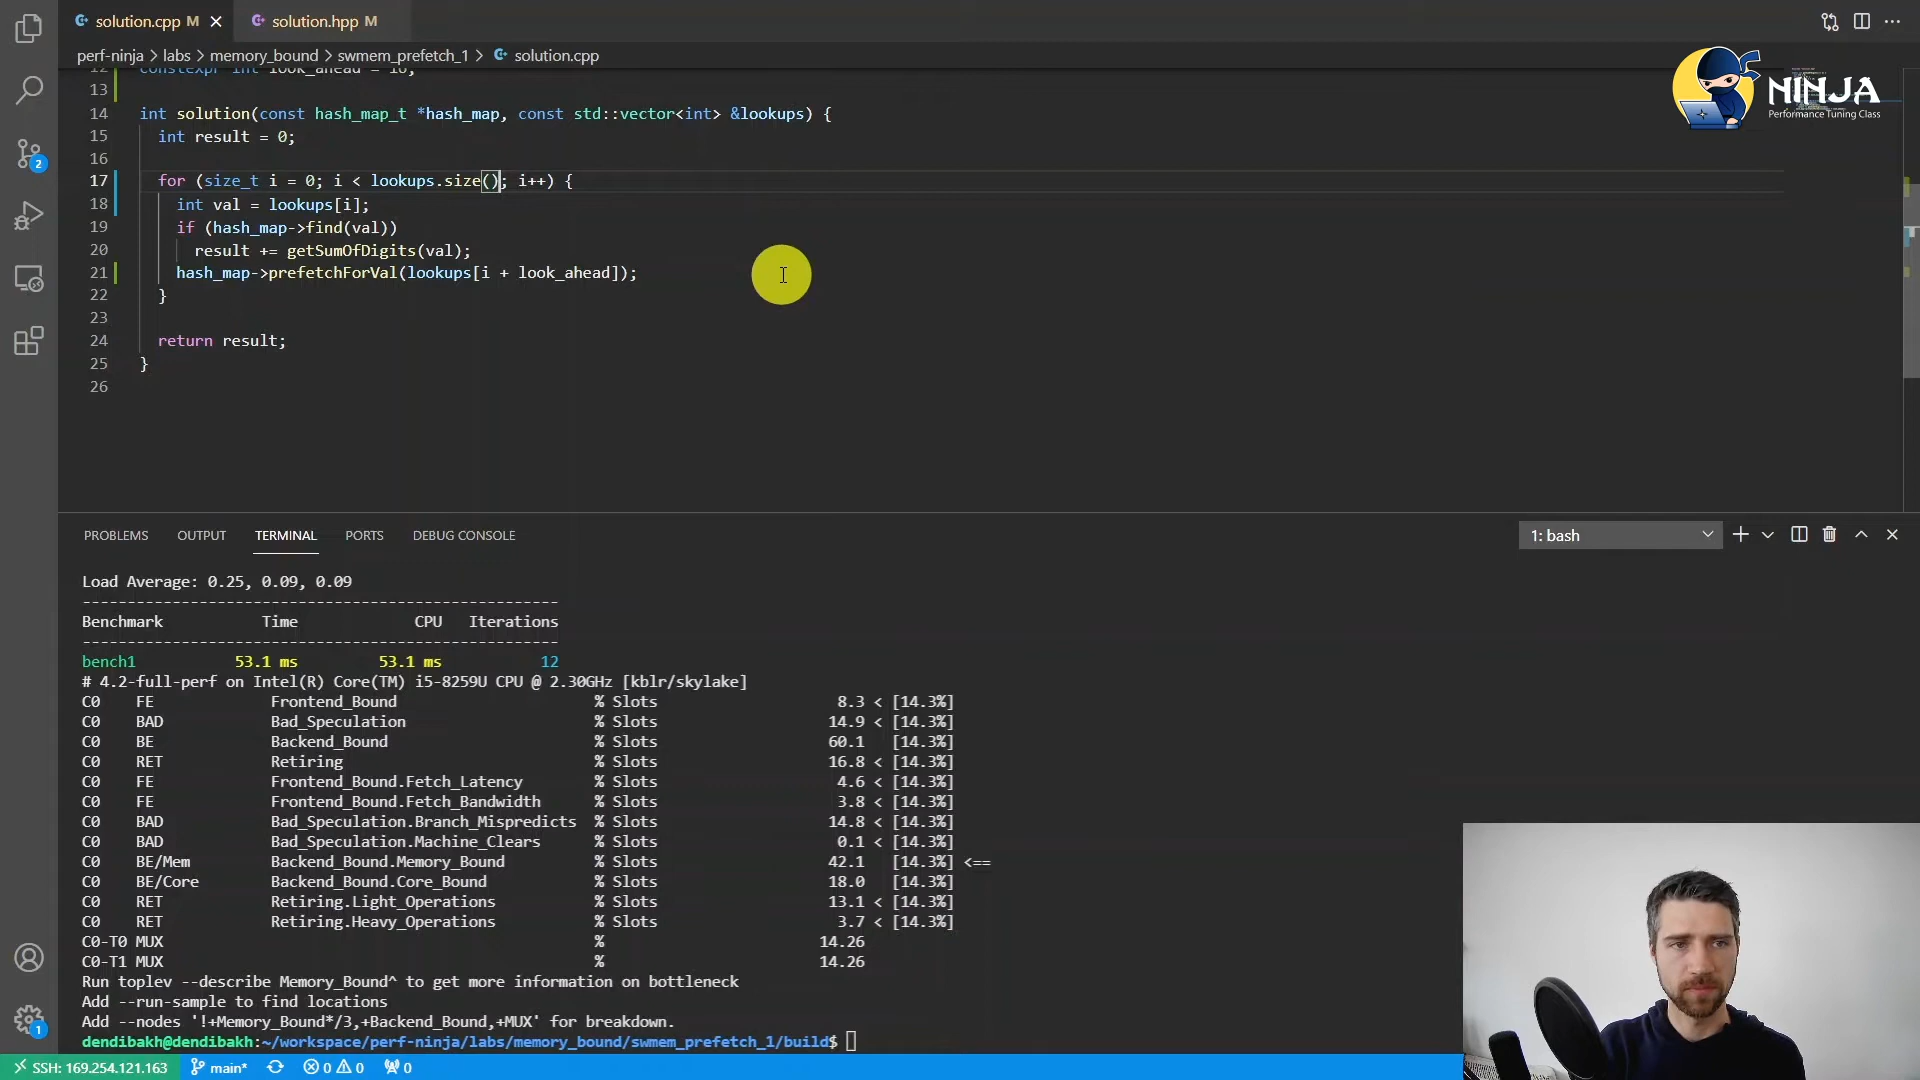 solution.cpp M
solution.hpp M
perf-ninja > labs > memory_bound > swmem_prefetch_1 > solution.cpp
NINJA
Performance Tuning Class
12 constexpr int look_ahead = 16;
13
14 int solution(const hash_map_t *hash_map, const std::vector<int> &lookups) {
15 int result = 0;
16
17 for (size_t i = 0; i < lookups.size(); i++) {
18 int val = lookups[i];
19 if (hash_map->find(val))
20 result += getSumOfDigits(val);
21 hash_map->prefetchForVal(lookups[i + look_ahead]);
22 }
23
24 return result;
25 }
26
2
PROBLEMS OUTPUT TERMINAL PORTS DEBUG CONSOLE
1: bash
Load Average: 0.25, 0.09, 0.09
-----------------------------------------------------
Benchmark Time CPU Iterations
-----------------------------------------------------
bench1 53.1 ms 53.1 ms 12
# 4.2-full-perf on Intel(R) Core(TM) i5-8259U CPU @ 2.30GHz [kblr/skylake]
C0 FE Frontend_Bound % Slots 8.3 < [14.3%]
C0 BAD Bad_Speculation % Slots 14.9 < [14.3%]
C0 BE Backend_Bound % Slots 60.1 [14.3%]
C0 RET Retiring % Slots 16.8 < [14.3%]
C0 FE Frontend_Bound.Fetch_Latency % Slots 4.6 < [14.3%]
C0 FE Frontend_Bound.Fetch_Bandwidth % Slots 3.8 < [14.3%]
C0 BAD Bad_Speculation.Branch_Mispredicts % Slots 14.8 < [14.3%]
C0 BAD Bad_Speculation.Machine_Clears % Slots 0.1 < [14.3%]
C0 BE/Mem Backend_Bound.Memory_Bound % Slots 42.1 [14.3%] <==
C0 BE/Core Backend_Bound.Core_Bound % Slots 18.0 [14.3%]
C0 RET Retiring.Light_Operations % Slots 13.1 < [14.3%]
C0 RET Retiring.Heavy_Operations % Slots 3.7 < [14.3%]
C0-T0 MUX % 14.26
C0-T1 MUX % 14.26
Run toplev --describe Memory_Bound^ to get more information on bottleneck
Add --run-sample to find locations
Add --nodes '!+Memory_Bound*/3,+Backend_Bound,+MUX' for breakdown.
dendibakh@dendibakh:~/workspace/perf-ninja/labs/memory_bound/swmem_prefetch_1/build$
1
SSH: 169.254.121.163 main* 0 0 0